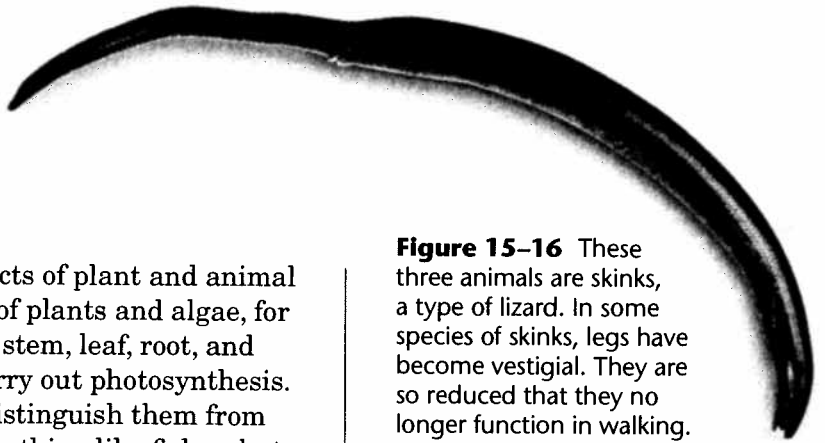 cts of plant and animal
of plants and algae, for
stem, leaf, root, and
rry out photosynthesis.
istinguish them from
Figure 15–16 These
three animals are skinks,
a type of lizard. In some
species of skinks, legs have
become vestigial. They are
so reduced that they no
longer function in walking.